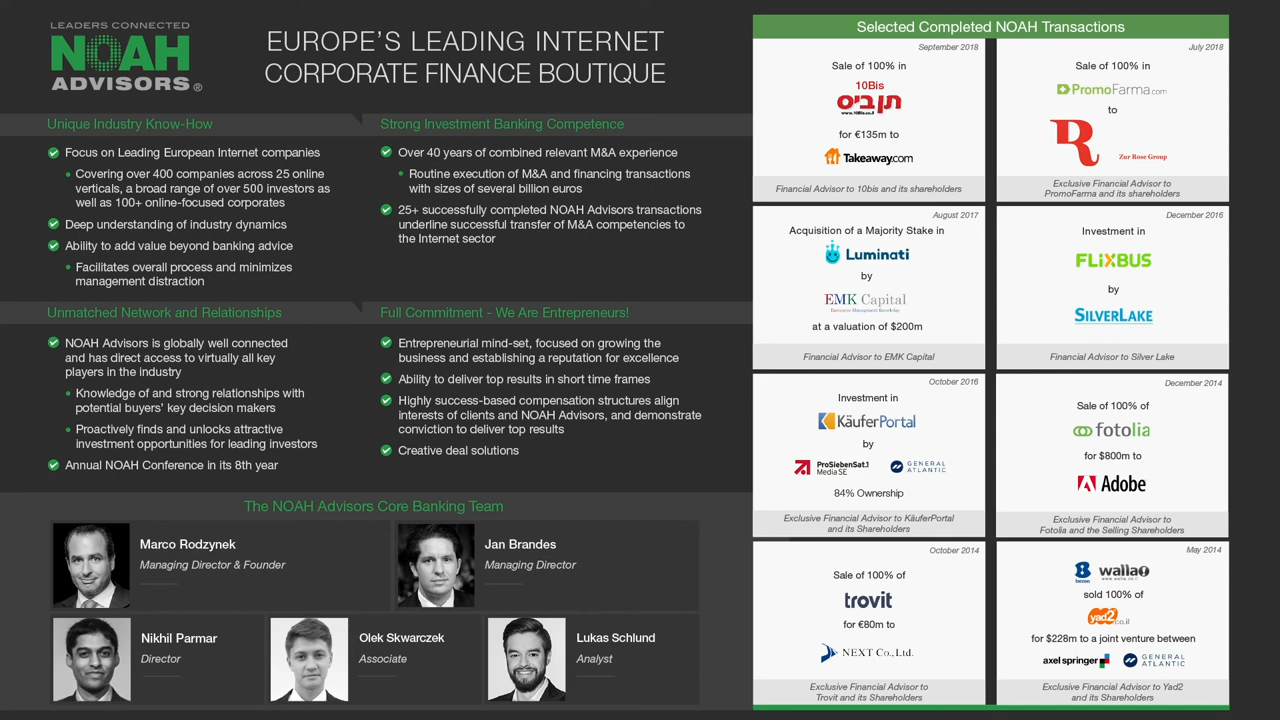 LEADERS CONNECTED
NOAH
ADVISORS®
EUROPE'S LEADING INTERNET
CORPORATE FINANCE BOUTIQUE
Unique Industry Know-How
Focus on Leading European Internet companies
• Covering over 400 companies across 25 online
verticals, a broad range of over 500 investors as
well as 100+ online-focused corporates
Deep understanding of industry dynamics
Ability to add value beyond banking advice
• Facilitates overall process and minimizes
management distraction
Strong Investment Banking Competence
Over 40 years of combined relevant M&A experience
• Routine execution of M&A and financing transactions
with sizes of several billion euros
25+ successfully completed NOAH Advisors transactions
underline successful transfer of M&A competencies to
the Internet sector
Unmatched Network and Relationships
NOAH Advisors is globally well connected
and has direct access to virtually all key
players in the industry
• Knowledge of and strong relationships with
potential buyers' key decision makers
• Proactively finds and unlocks attractive
investment opportunities for leading investors
Annual NOAH Conference in its 8th year
Full Commitment - We Are Entrepreneurs!
Entrepreneurial mind-set, focused on growing the
business and establishing a reputation for excellence
Ability to deliver top results in short time frames
Highly success-based compensation structures align
interests of clients and NOAH Advisors, and demonstrate
conviction to deliver top results
Creative deal solutions
The NOAH Advisors Core Banking Team
Marco Rodzynek
Managing Director & Founder
Jan Brandes
Managing Director
Nikhil Parmar
Director
Olek Skwarczek
Associate
Lukas Schlund
Analyst
Selected Completed NOAH Transactions
September 2018
Sale of 100% in
10Bis
תן ביס
www.10Bis.co.il
for €135m to
Takeaway.com
Financial Advisor to 10bis and its shareholders
July 2018
Sale of 100% in
PromoFarma.com
to
R
Zur Rose Group
Exclusive Financial Advisor to
PromoFarma and its shareholders
August 2017
Acquisition of a Majority Stake in
Luminati
by
EMK Capital
Entrepreneurs Management Knowledge
at a valuation of $200m
Financial Advisor to EMK Capital
December 2016
Investment in
FLiXBUS
by
SILVERLAKE
Financial Advisor to Silver Lake
October 2016
Investment in
KäuferPortal
by
ProSiebenSat.1
Media SE
GENERAL
ATLANTIC
84% Ownership
Exclusive Financial Advisor to KäuferPortal
and its Shareholders
December 2014
Sale of 100% of
fotolia
for $800m to
Adobe
Exclusive Financial Advisor to
Fotolia and the Selling Shareholders
October 2014
Sale of 100% of
trovit
for €80m to
NEXT Co., Ltd.
Exclusive Financial Advisor to
Trovit and its Shareholders
May 2014
bezeq
walla!
www.walla.co.il
sold 100% of
yad2.co.il
for $228m to a joint venture between
axel springer
GENERAL
ATLANTIC
Exclusive Financial Advisor to Yad2
and its Shareholders